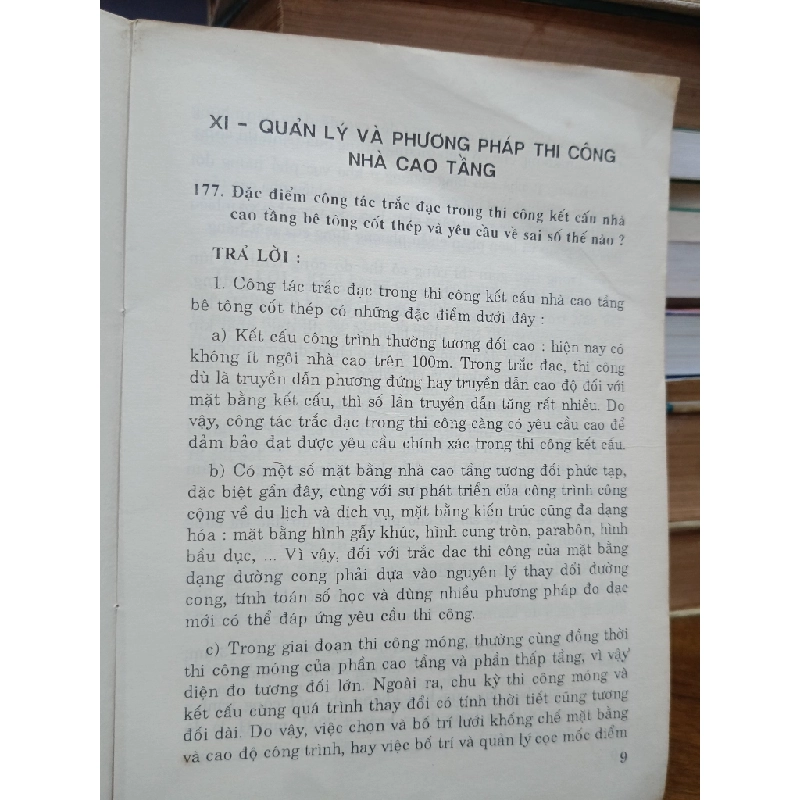 XI - QUẢN LÝ VÀ PHƯƠNG PHÁP THI CÔNG
NHÀ CAO TẦNG
177. Đặc điểm công tác trắc đạc trong thi công kết cấu nhà
cao tầng bê tông cốt thép và yêu cầu về sai số thế nào ?
TRẢ LỜI :
1. Công tác trắc đạc trong thi công kết cấu nhà cao tầng
bê tông cốt thép có những đặc điểm dưới đây :
a) Kết cấu công trình thường tương đối cao : hiện nay có
không ít ngôi nhà cao trên 100m. Trong trắc đạc, thi công
dù là truyền dẫn phương đứng hay truyền dẫn cao độ đối với
mặt bằng kết cấu, thì số lần truyền dẫn tăng rất nhiều. Do
vậy, công tác trắc đạc trong thi công càng có yêu cầu cao để
đảm bảo đạt được yêu cầu chính xác trong thi công kết cấu.
b) Có một số mặt bằng nhà cao tầng tương đối phức tạp,
đặc biệt gần đây, cùng với sự phát triển của công trình công
cộng về du lịch và dịch vụ, mặt bằng kiến trúc cũng đa dạng
hóa : mặt bằng hình gẫy khúc, hình cung tròn, parabôn, hình
bầu dục, ... Vì vậy, đối với trắc đạc thi công của mặt bằng
dạng đường cong phải dựa vào nguyên lý thay đổi đường
cong, tính toán số học và dùng nhiều phương pháp đo đạc
mới có thể đáp ứng yêu cầu thi công.
c) Trong giai đoạn thi công móng, thường cùng đồng thời
thi công móng của phần cao tầng và phần thấp tầng, vì vậy
diện đo tương đối lớn. Ngoài ra, chu kỳ thi công móng và
kết cấu cùng quá trình thay đổi có tính thời tiết cũng tương
đối dài. Do vậy, việc chọn và bố trí lưới khống chế mặt bằng
và cao độ công trình, hay việc bố trí và quản lý cọc mốc điểm
9